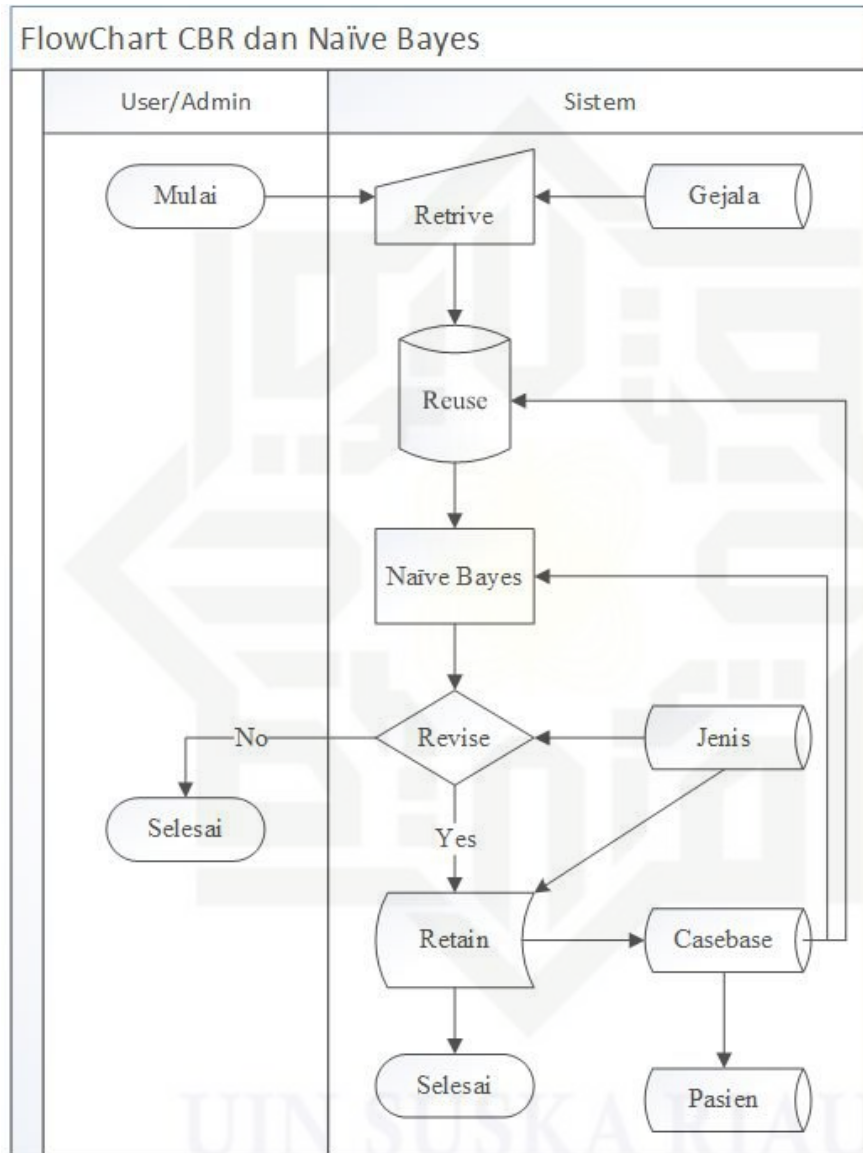 FlowChart CBR dan Naïve Bayes
User/Admin
Sistem
Mulai
Retrive
Gejala
Reuse
Naïve Bayes
No
Revise
Jenis
Selesai
Yes
Retain
Casebase
Selesai
Pasien
UIN SUSKA RIAU